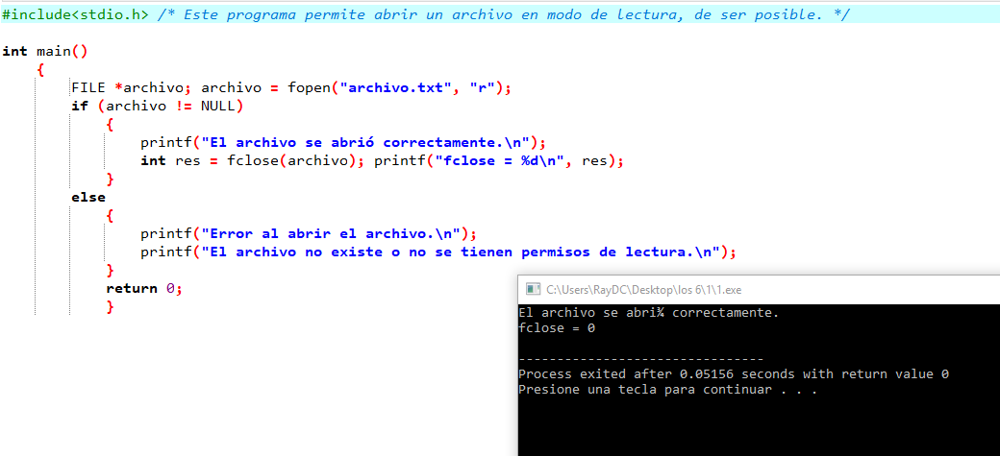 #include<stdio.h> /* Este programa permite abrir un archivo en modo de lectura, de ser posible. */
int main()
{
FILE *archivo; archivo = fopen("archivo.txt", "r");
if (archivo != NULL)
{
printf("El archivo se abrió correctamente.\n");
int res = fclose(archivo); printf("fclose = %d\n", res);
}
else
{
printf("Error al abrir el archivo.\n");
printf("El archivo no existe o no se tienen permisos de lectura.\n");
}
return 0;
}
C:\Users\RayDC\Desktop\los 6\1\1.exe
El archivo se abri¾ correctamente.
fclose = 0
--------------------------------
Process exited after 0.05156 seconds with return value 0
Presione una tecla para continuar . . .